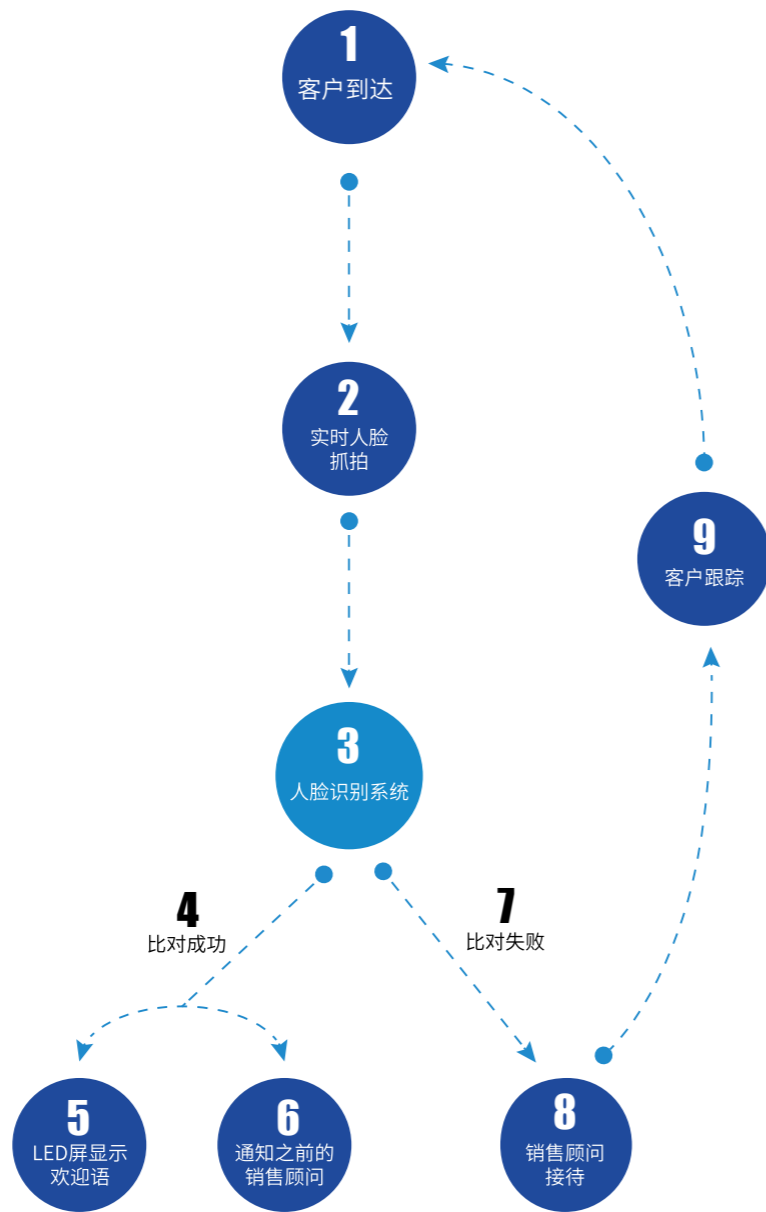 1
客户到达
2
实时人脸
抓拍
9
客户跟踪
3
人脸识别系统
4
比对成功
7
比对失败
5
LED屏显示
欢迎语
6
通知之前的
销售顾问
8
销售顾问
接待